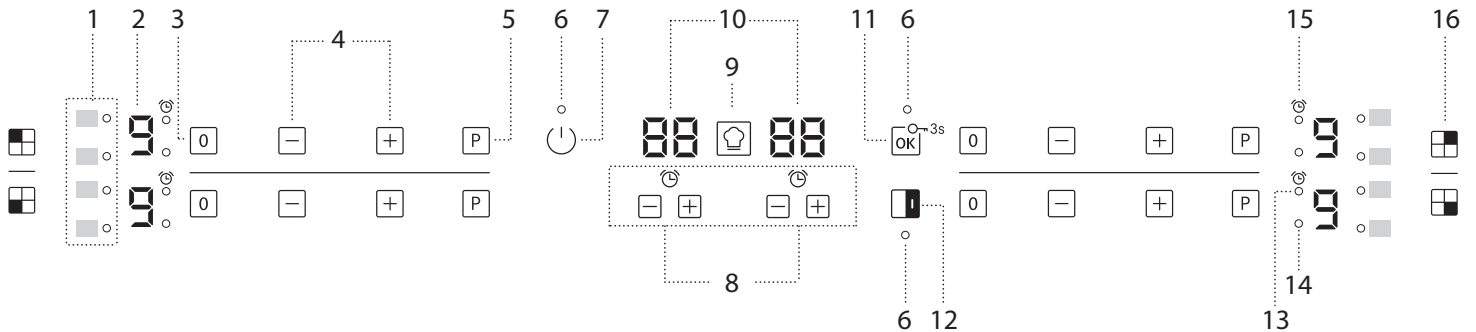 1 2 3 4 5 6 7 10 11 6 15 16
9
9 88 88 3s 9
0 − + P OK 0 − + P
9 0 − + P − + − + 0 − + P 9
8 14
6 12 13